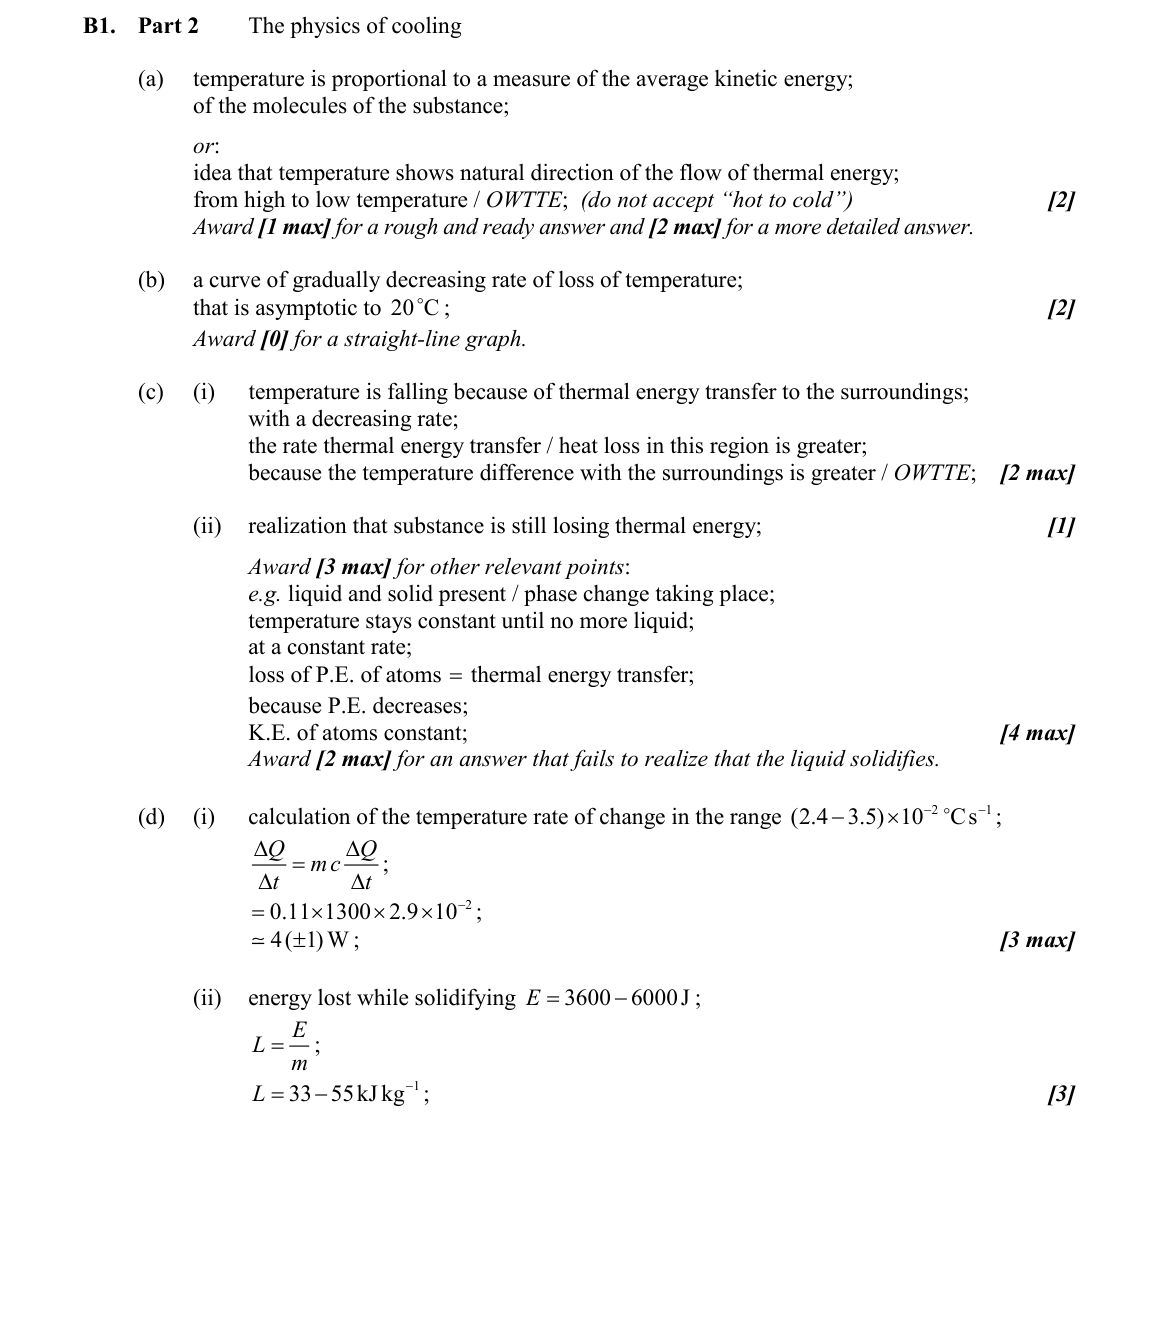 B1. Part 2 The physics of cooling
(a) temperature is proportional to a measure of the average kinetic energy;
of the molecules of the substance;
or:
idea that temperature shows natural direction of the flow of thermal energy;
from high to low temperature / OWTTE; (do not accept “hot to cold”) [2]
Award [1 max] for a rough and ready answer and [2 max] for a more detailed answer.
(b) a curve of gradually decreasing rate of loss of temperature;
that is asymptotic to 20°C ; [2]
Award [0] for a straight-line graph.
(c) (i) temperature is falling because of thermal energy transfer to the surroundings;
with a decreasing rate;
the rate thermal energy transfer / heat loss in this region is greater;
because the temperature difference with the surroundings is greater / OWTTE; [2 max]
(ii) realization that substance is still losing thermal energy; [1]
Award [3 max] for other relevant points:
e.g. liquid and solid present / phase change taking place;
temperature stays constant until no more liquid;
at a constant rate;
loss of P.E. of atoms = thermal energy transfer;
because P.E. decreases;
K.E. of atoms constant; [4 max]
Award [2 max] for an answer that fails to realize that the liquid solidifies.
(d) (i) calculation of the temperature rate of change in the range (2.4 – 3.5)×10⁻² °C s⁻¹ ;
ΔQ/Δt = m c ΔQ/Δt ;
= 0.11×1300×2.9×10⁻² ;
≃ 4 (±1) W ; [3 max]
(ii) energy lost while solidifying E = 3600 – 6000 J ;
L = E/m ;
L = 33 – 55 kJ kg⁻¹ ; [3]